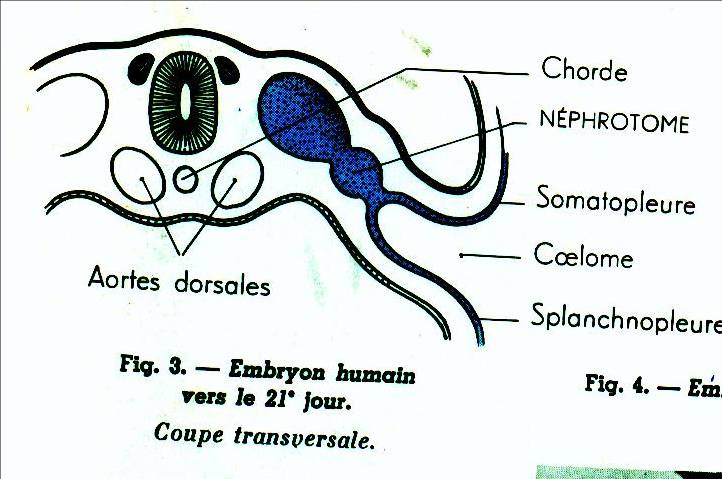 Chorde
NÉPHROTOME
Somatopleure
Cœlome
Splanchnopleure
Aortes dorsales
Fig. 3. — Embryon humain
vers le 21e jour.
Coupe transversale.
Fig. 4. —